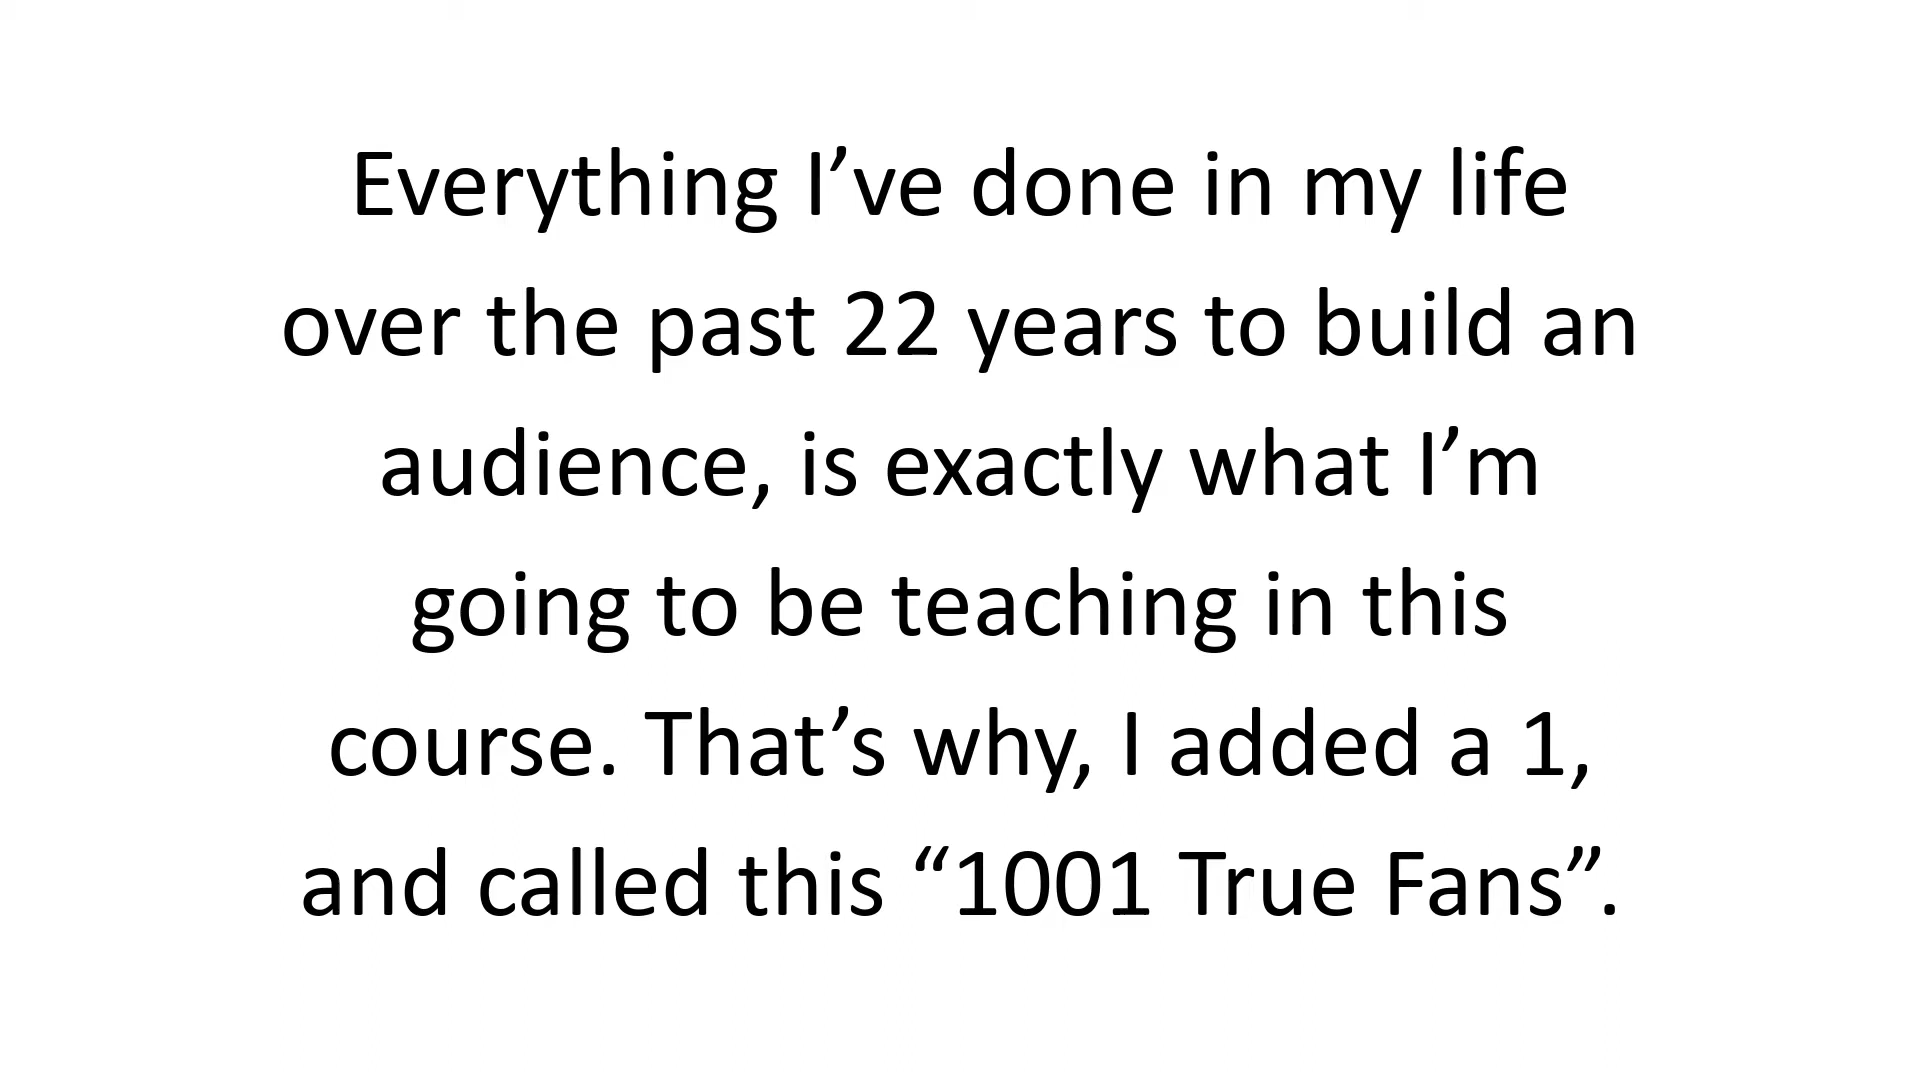 Everything I’ve done in my life
over the past 22 years to build an
audience, is exactly what I’m
going to be teaching in this
course. That’s why, I added a 1,
and called this “1001 True Fans”.